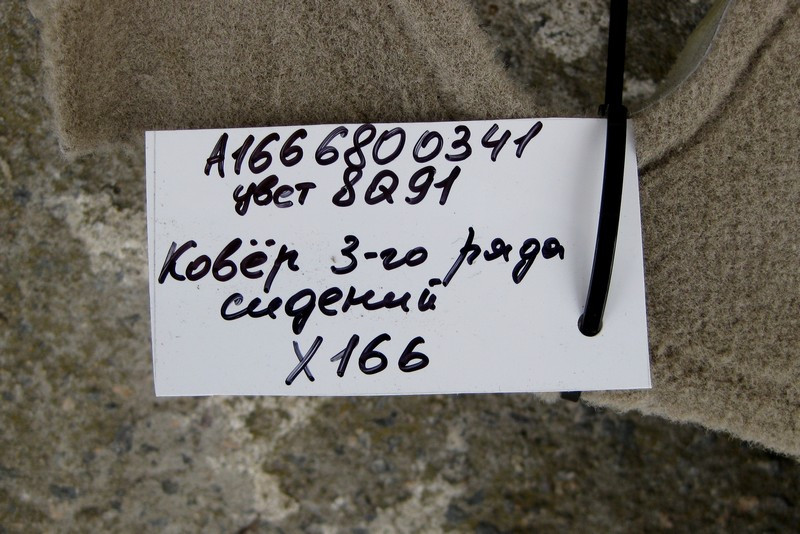 A1666800341
цвет 8Q91
Ковёр 3-го ряда
сидений
X166